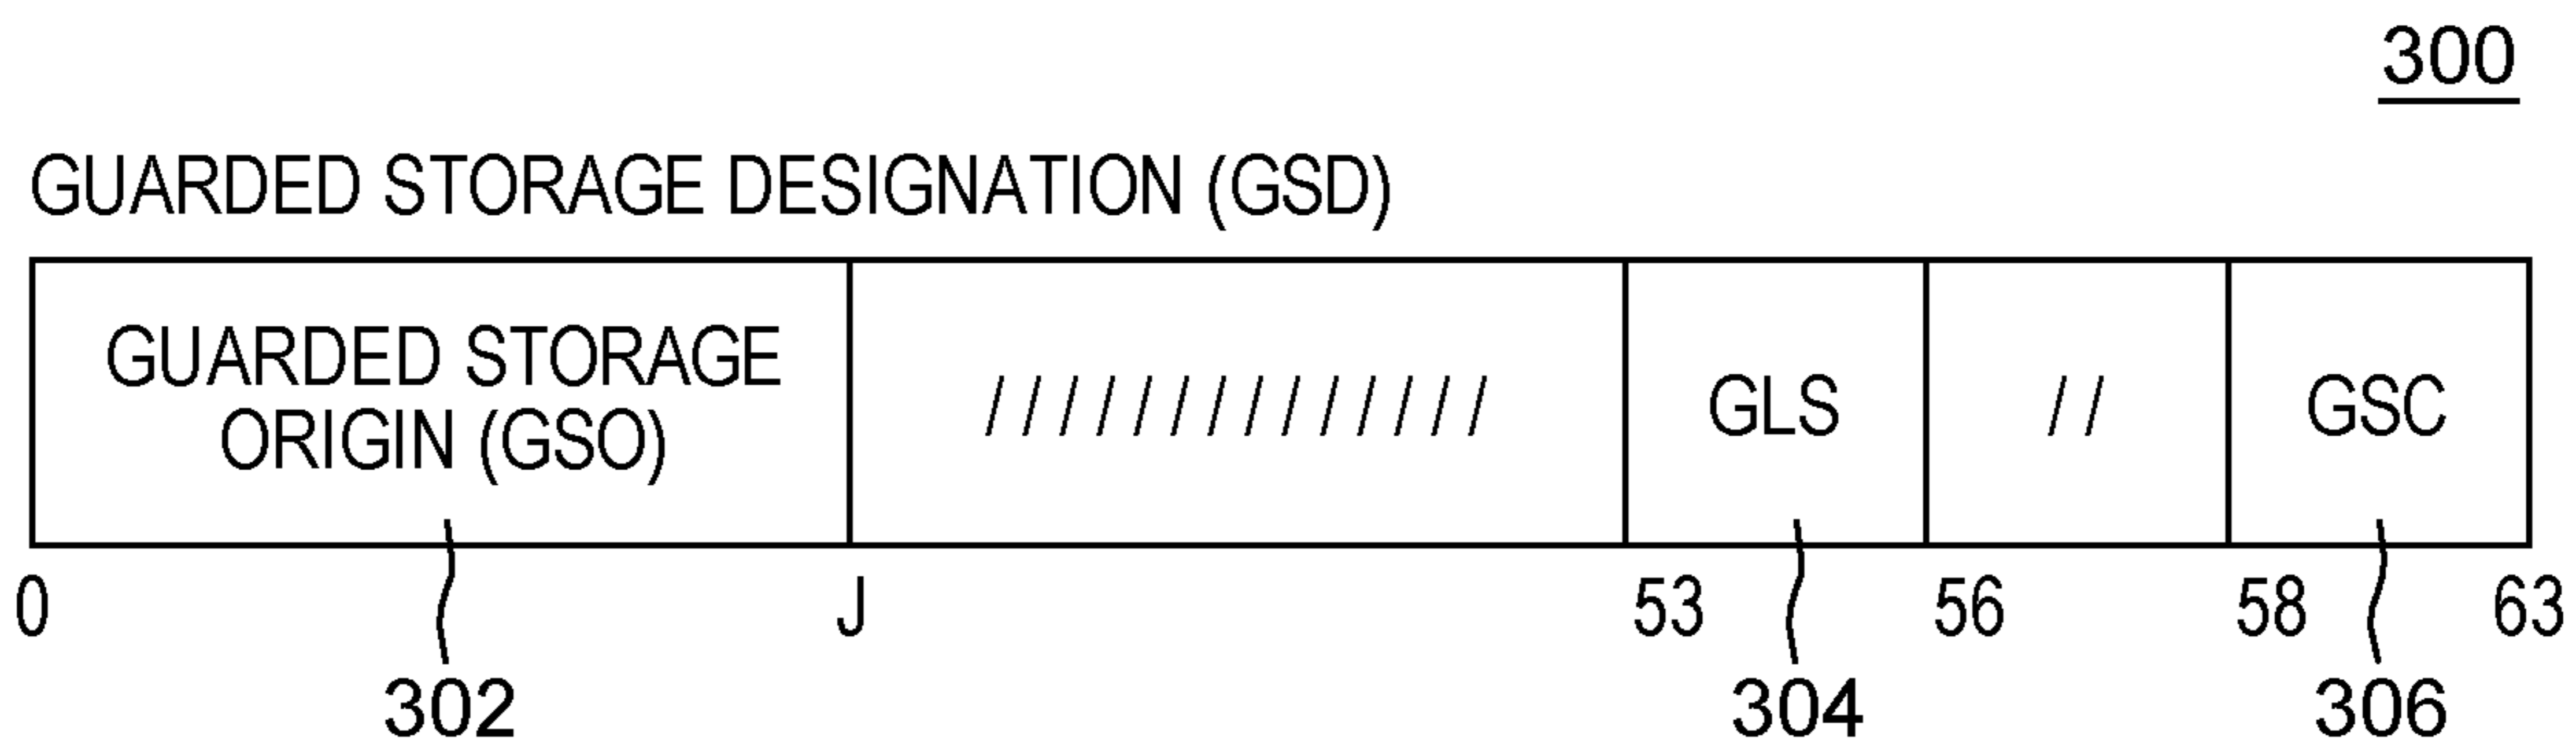 300
GUARDED STORAGE DESIGNATION (GSD)
GUARDED STORAGE
ORIGIN (GSO)
/ / / / / / / / / / / / / /
GLS
/ /
GSC
0 J 53 56 58 63
302 304 306